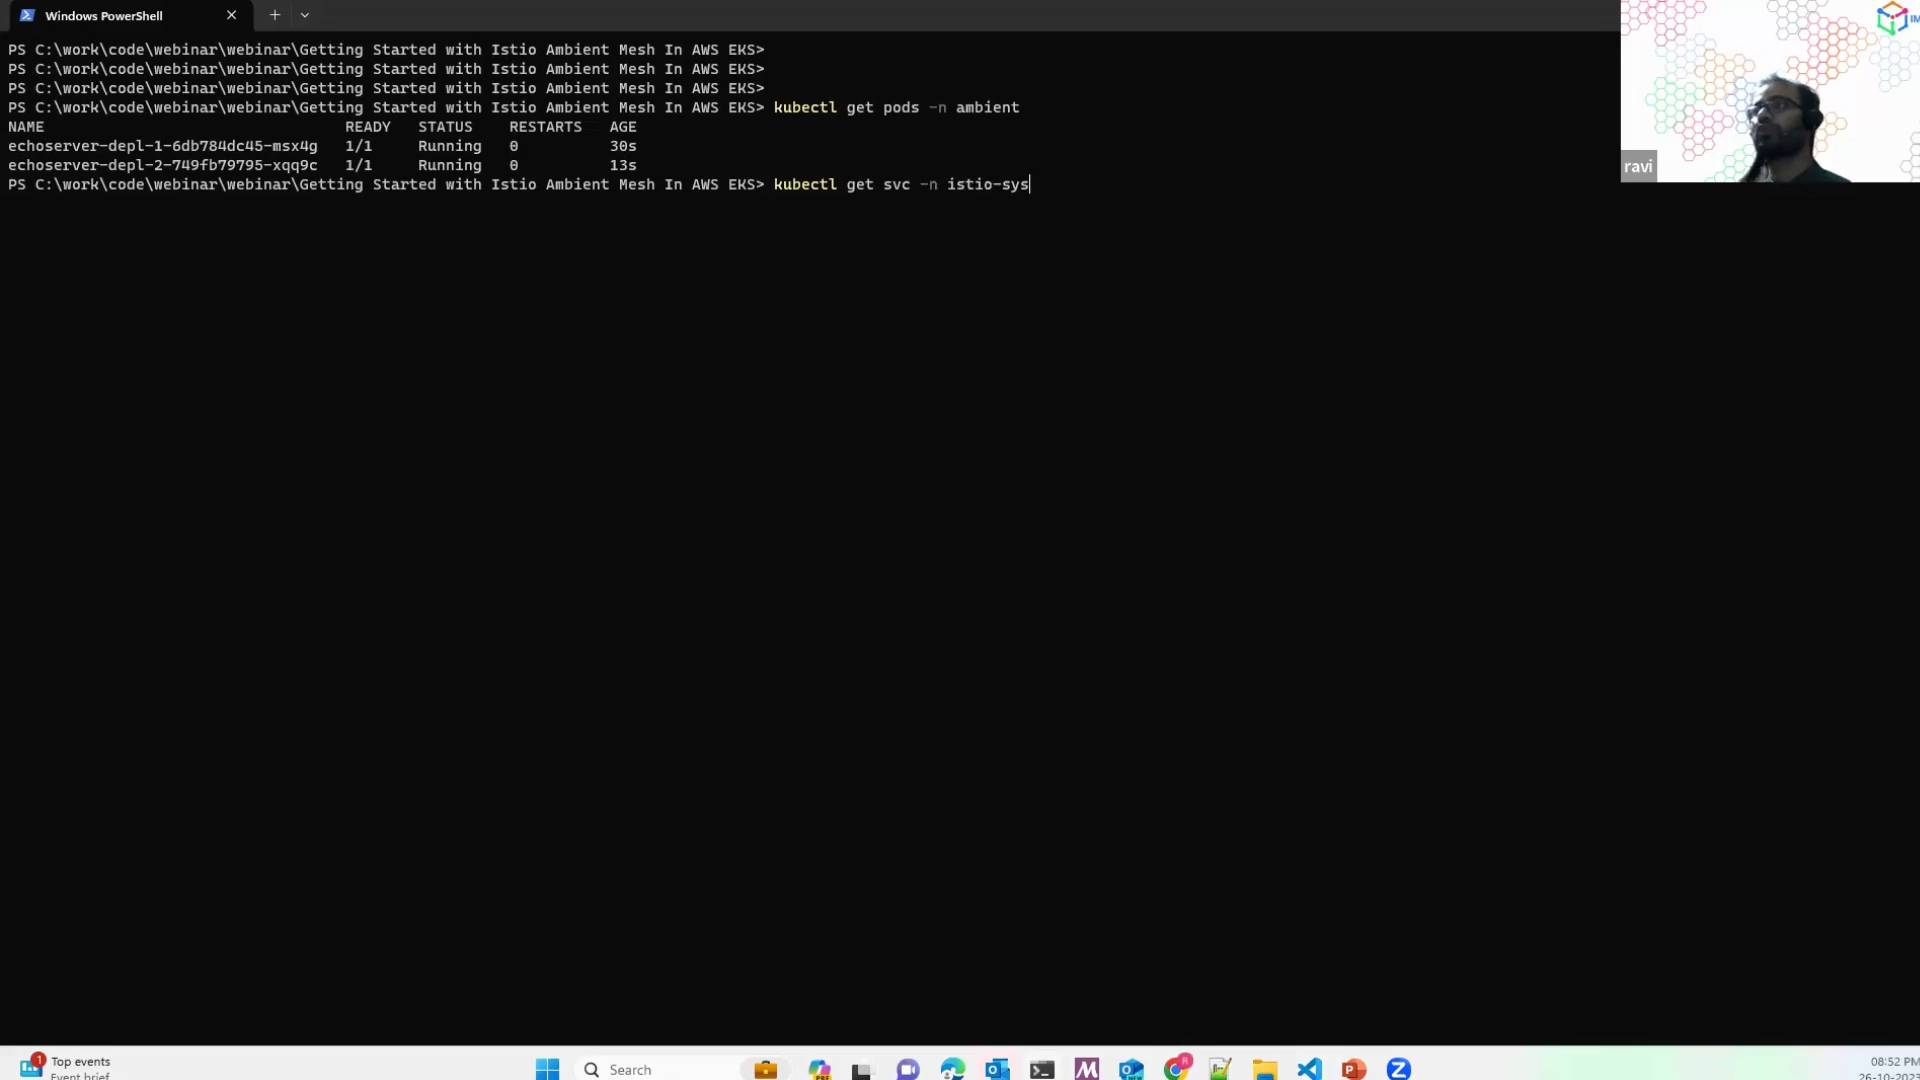 Windows PowerShell
PS C:\work\code\webinar\webinar\Getting Started with Istio Ambient Mesh In AWS EKS>
PS C:\work\code\webinar\webinar\Getting Started with Istio Ambient Mesh In AWS EKS>
PS C:\work\code\webinar\webinar\Getting Started with Istio Ambient Mesh In AWS EKS>
PS C:\work\code\webinar\webinar\Getting Started with Istio Ambient Mesh In AWS EKS> kubectl get pods -n ambient
NAME READY STATUS RESTARTS AGE
echoserver-depl-1-6db784dc45-msx4g 1/1 Running 0 30s
echoserver-depl-2-749fb79795-xqq9c 1/1 Running 0 13s
PS C:\work\code\webinar\webinar\Getting Started with Istio Ambient Mesh In AWS EKS> kubectl get svc -n istio-sys
IM
ravi
1
Top events
Event brief
Search
PRE
R
08:52 PM
26-10-2023